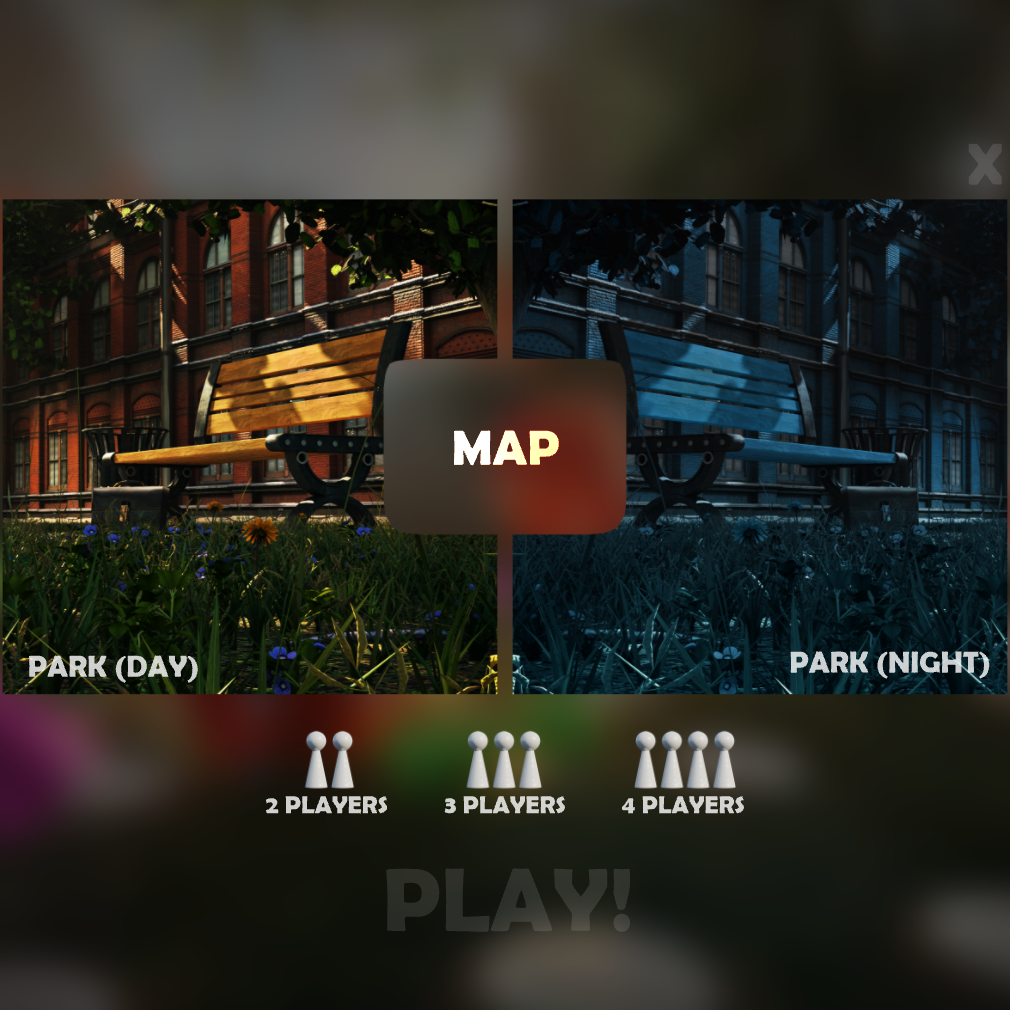 X
MAP
PARK (DAY)
PARK (NIGHT)
2 PLAYERS
3 PLAYERS
4 PLAYERS
PLAY!